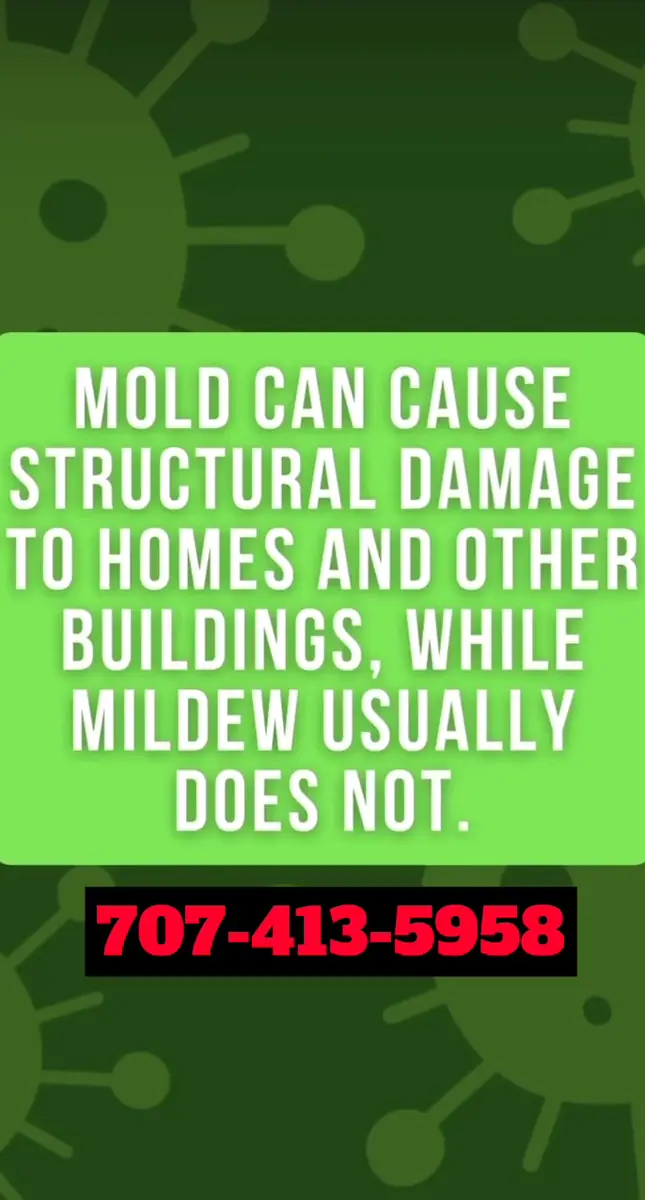 MOLD CAN CAUSE
STRUCTURAL DAMAGE
TO HOMES AND OTHER
BUILDINGS, WHILE
MILDEW USUALLY
DOES NOT.
707-413-5958